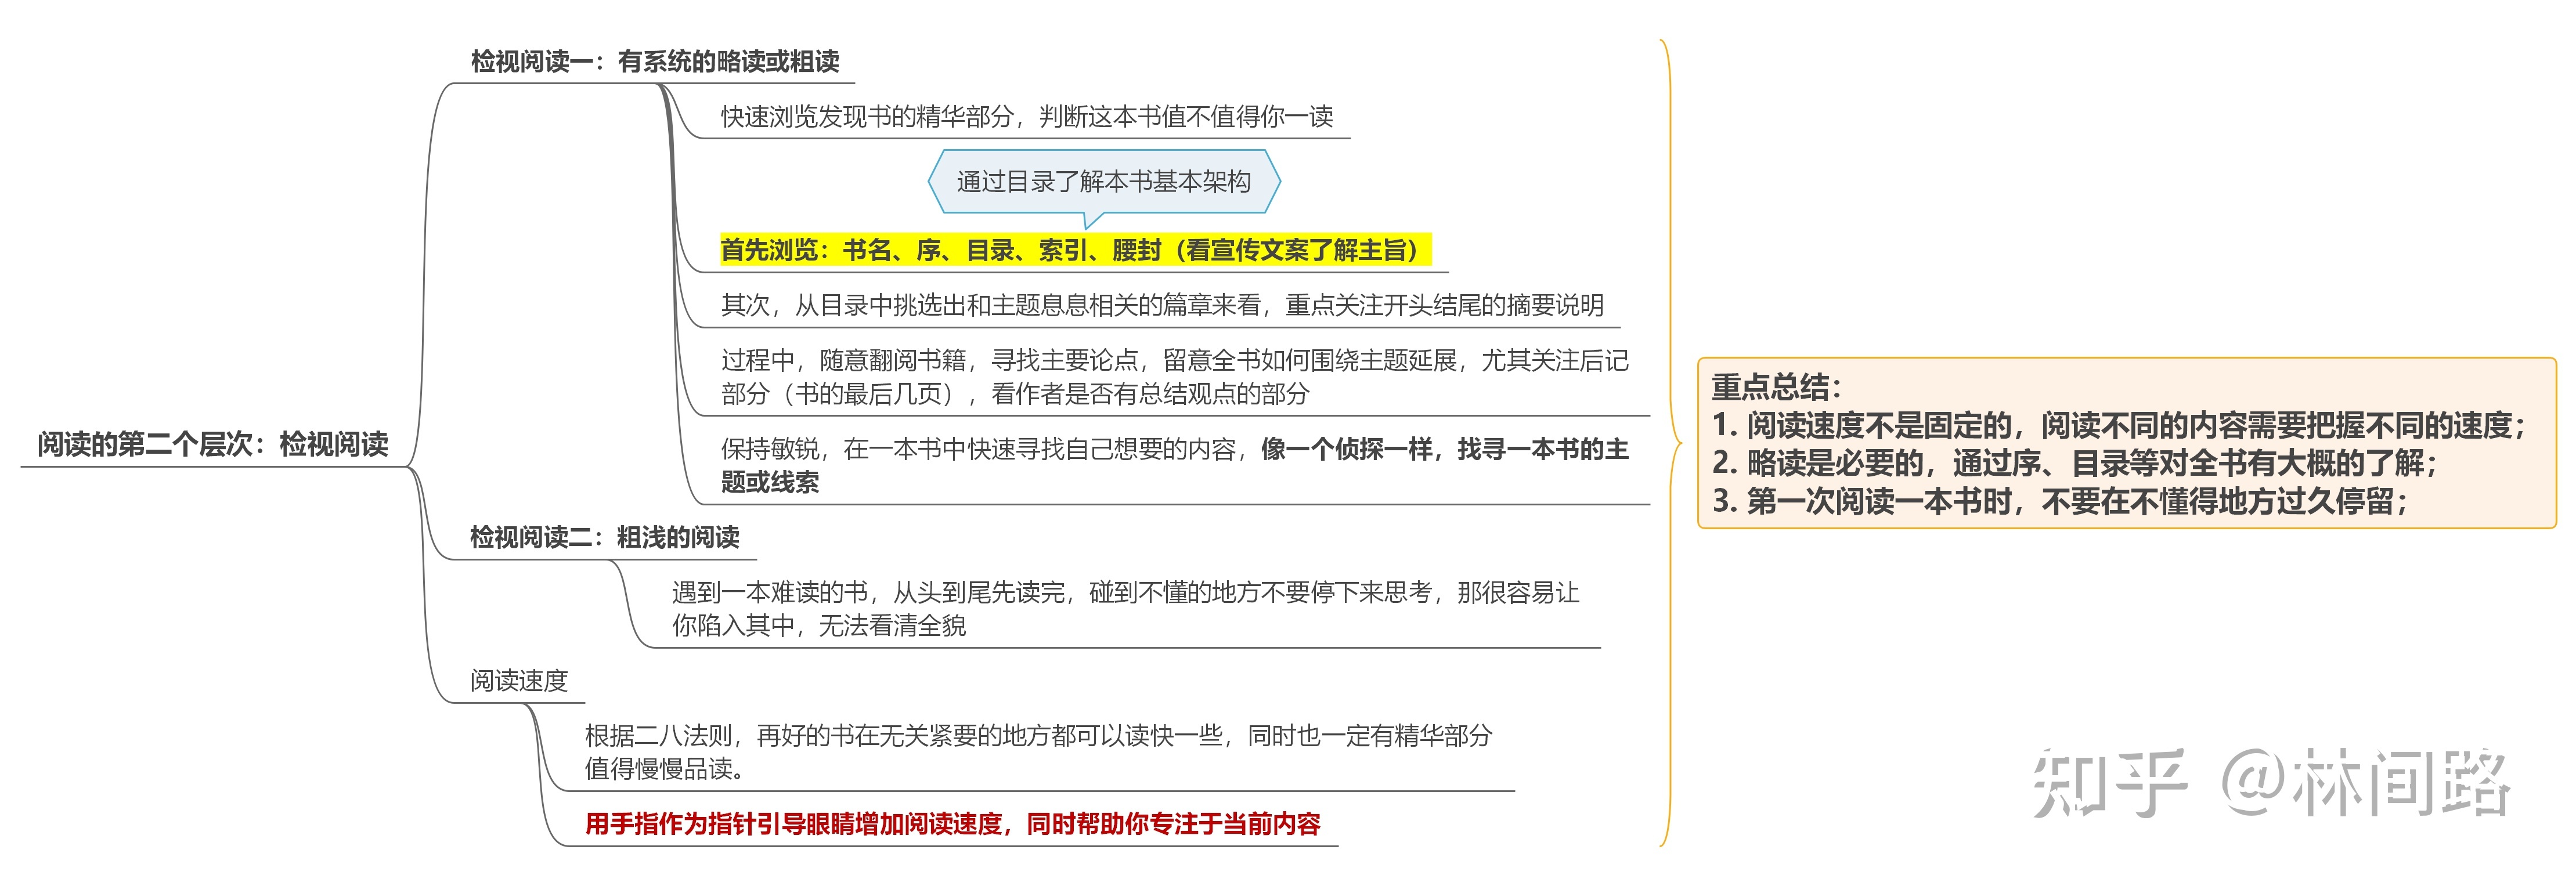 检视阅读一：有系统的略读或粗读
快速浏览发现书的精华部分，判断这本书值不值得你一读
通过目录了解本书基本架构
首先浏览：书名、序、目录、索引、腰封（看宣传文案了解主旨）
其次，从目录中挑选出和主题息息相关的篇章来看，重点关注开头结尾的摘要说明
过程中，随意翻阅书籍，寻找主要论点，留意全书如何围绕主题延展，尤其关注后记
部分（书的最后几页），看作者是否有总结观点的部分
阅读的第二个层次：检视阅读
保持敏锐，在一本书中快速寻找自己想要的内容，像一个侦探一样，找寻一本书的主
题或线索
检视阅读二：粗浅的阅读
遇到一本难读的书，从头到尾先读完，碰到不懂的地方不要停下来思考，那很容易让
你陷入其中，无法看清全貌
阅读速度
根据二八法则，再好的书在无关紧要的地方都可以读快一些，同时也一定有精华部分
值得慢慢品读。
用手指作为指针引导眼睛增加阅读速度，同时帮助你专注于当前内容
重点总结：
1. 阅读速度不是固定的，阅读不同的内容需要把握不同的速度；
2. 略读是必要的，通过序、目录等对全书有大概的了解；
3. 第一次阅读一本书时，不要在不懂得地方过久停留；
知乎 @林间路